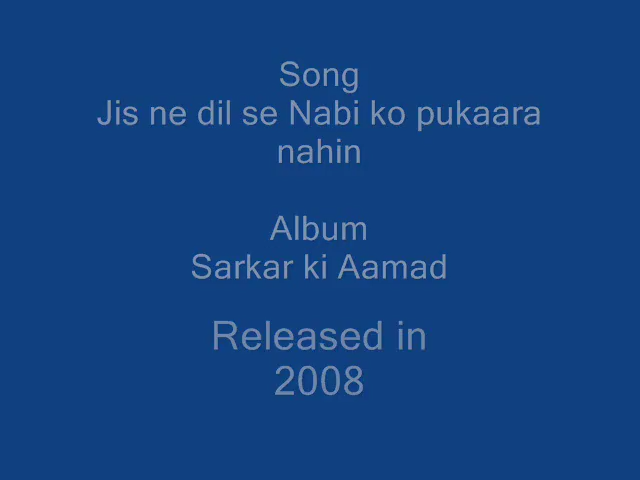 Song
Jis ne dil se Nabi ko pukaara
nahin
Album
Sarkar ki Aamad
Released in
2008